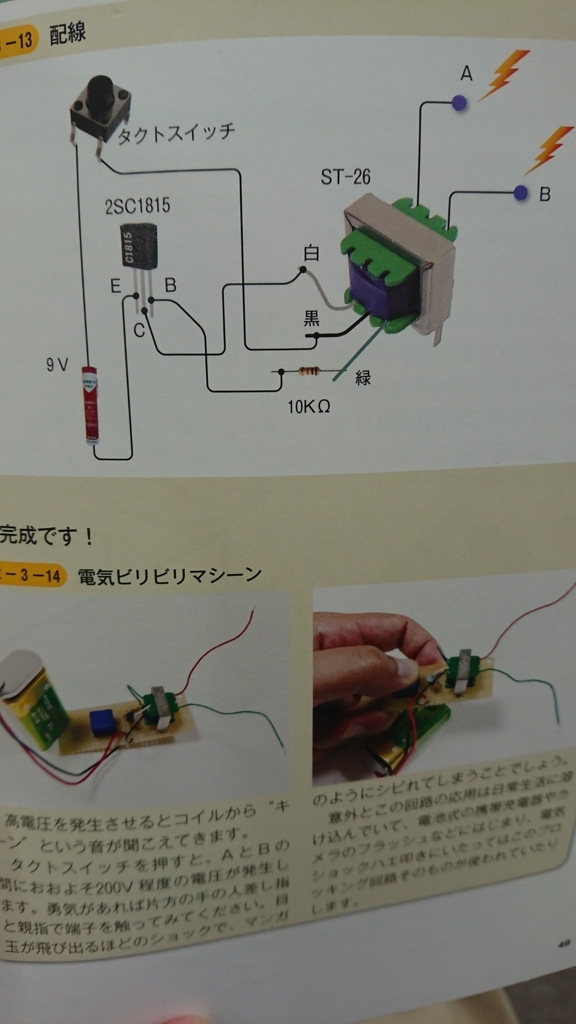 -13 配線
タクトスイッチ
A
B
ST-26
2SC1815
C1815
E
B
C
白
黒
緑
9V
10KΩ
完成です！
-3-14 電気ビリビリマシーン
高電圧を発生させるとコイルから“キ
ーン”という音が聞こえてきます。
タクトスイッチを押すと、AとBの
間におおよそ200V程度の電圧が発生し
ます。勇気があれば片方の手の人差し指
と親指で端子を触ってみてください。目
玉が飛び出るほどのショックで、マンガ
のようにシビれてしまうことでしょう。
意外とこの回路の応用は日常生活に溶
け込んでいて、電池式の携帯充電器やカ
メラのフラッシュなどにはじまり、電気
ショックハエ叩きにいたってはこのブロ
ッキング回路そのものが使われていたり
します。
49